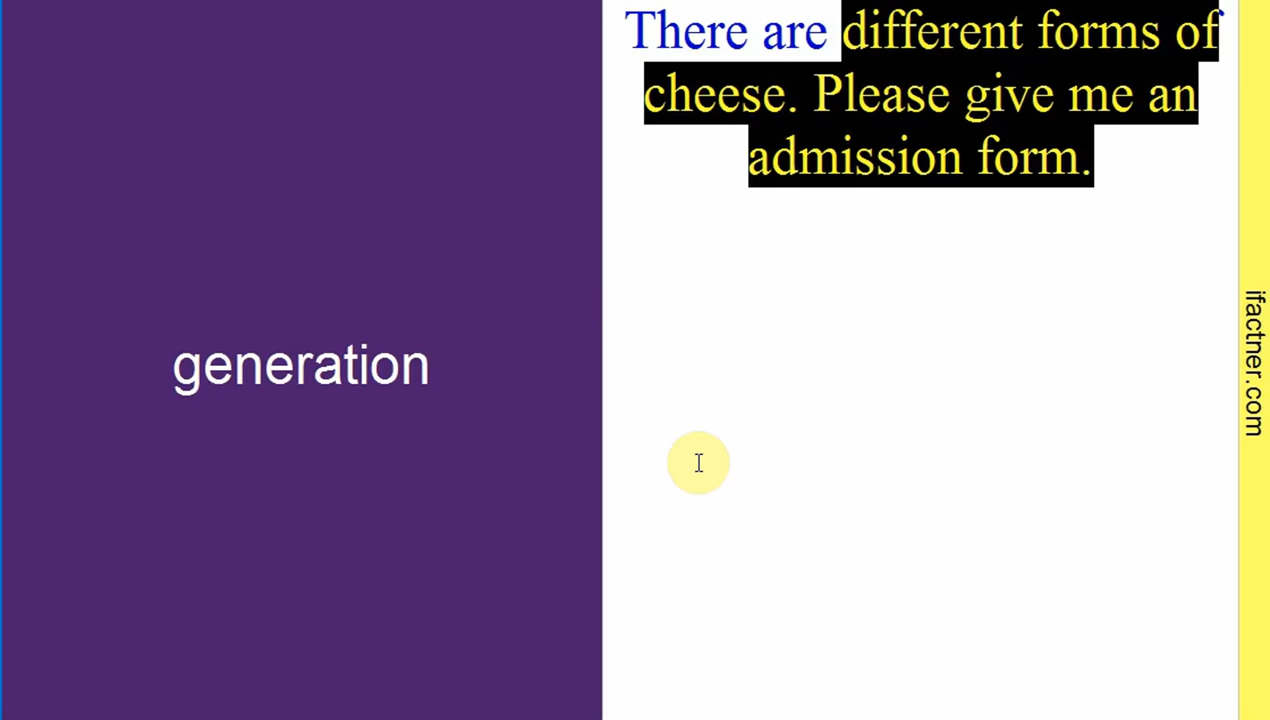 There are different forms of
cheese. Please give me an
admission form.
generation
ifactner.com